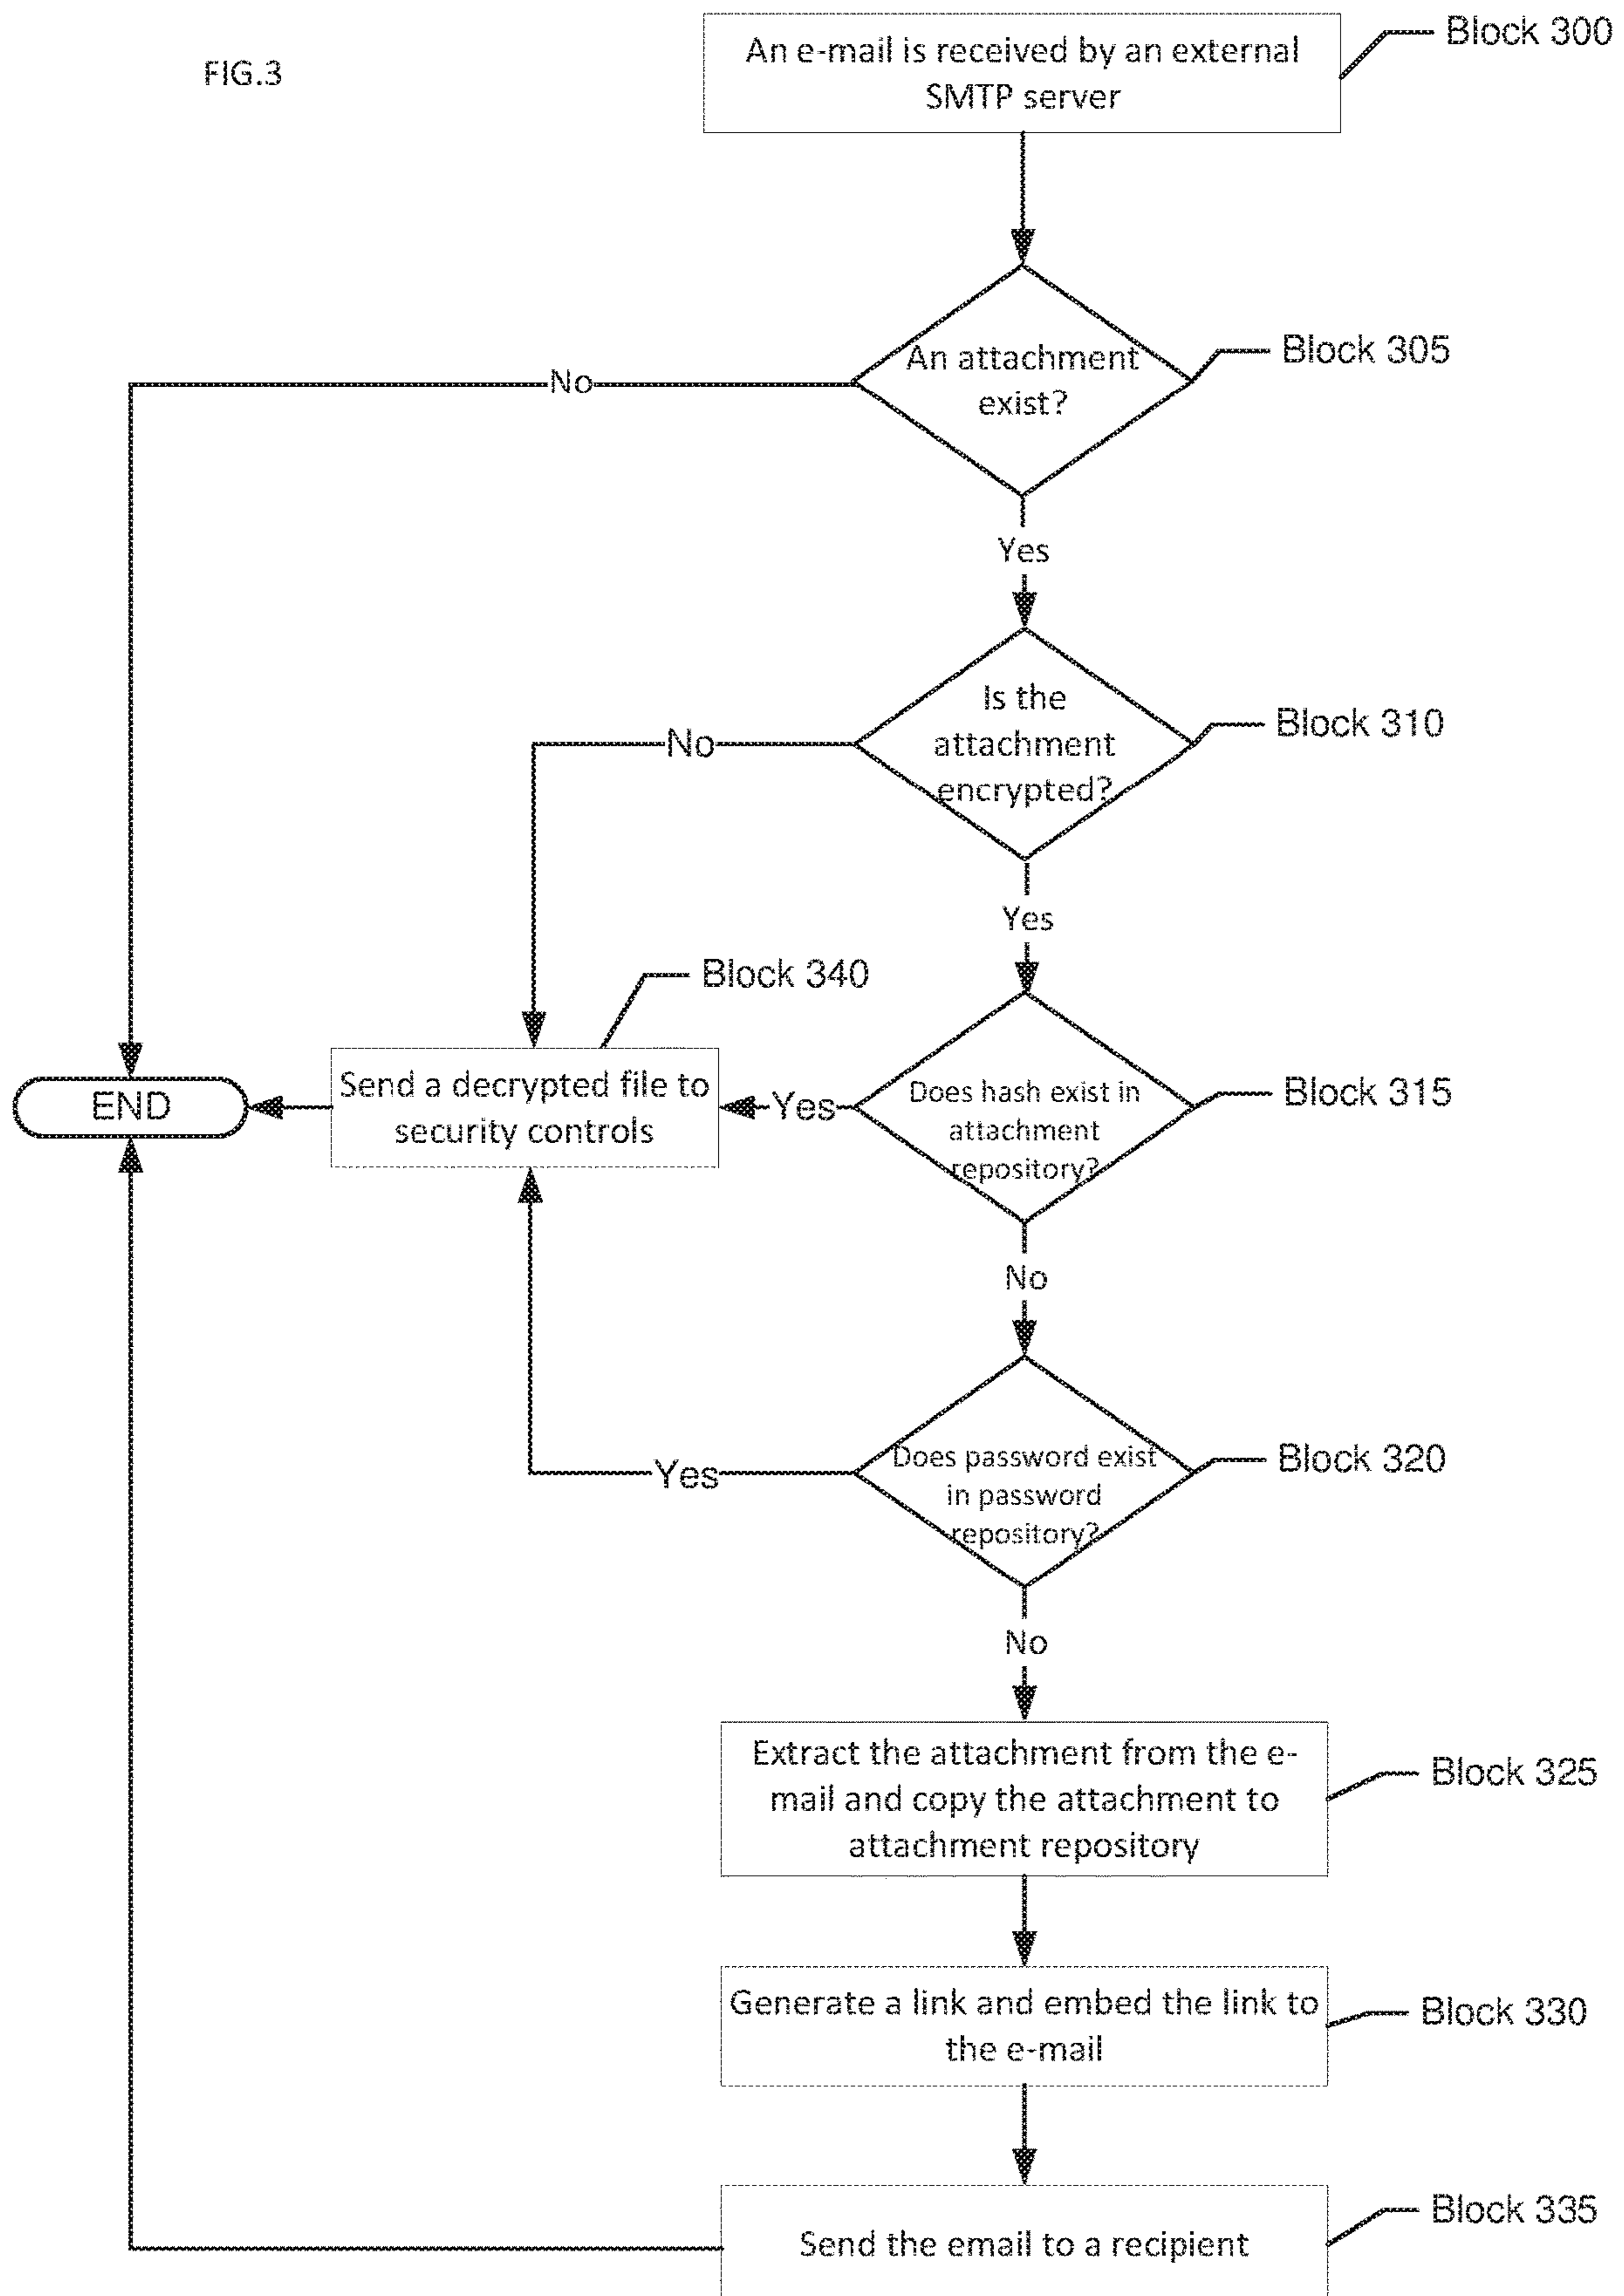 FIG.3
An e-mail is received by an external
SMTP server
Block 300
An attachment
exist?
Block 305
No
Yes
Is the
attachment
encrypted?
Block 310
No
Yes
Block 340
Send a decrypted file to
security controls
END
Does hash exist in
attachment
repository?
Block 315
Yes
No
Does password exist
in password
repository?
Block 320
Yes
No
Extract the attachment from the e-
mail and copy the attachment to
attachment repository
Block 325
Generate a link and embed the link to
the e-mail
Block 330
Send the email to a recipient
Block 335